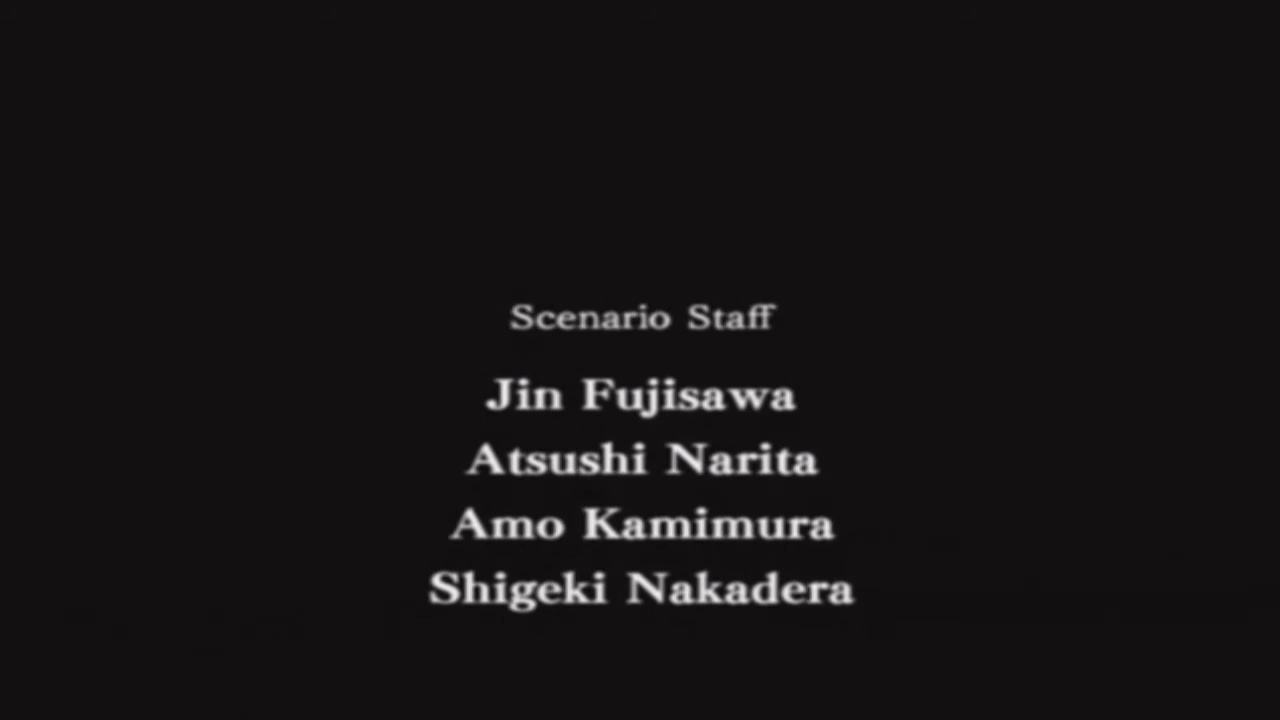 Scenario Staff
Jin Fujisawa
Atsushi Narita
Amo Kamimura
Shigeki Nakadera